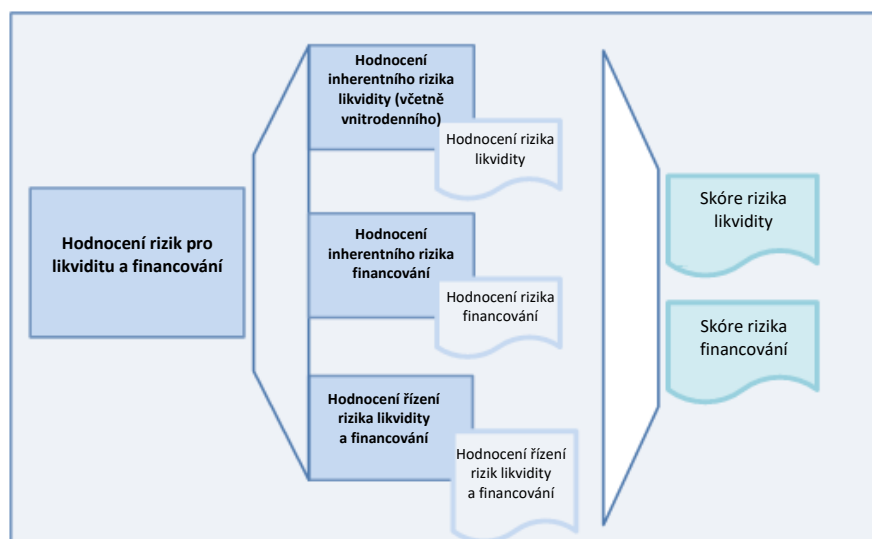 Hodnocení rizik pro
likviditu a financování
Hodnocení
inherentního rizika
likvidity (včetně
vnitrodenního)
Hodnocení rizika
likvidity
Hodnocení
inherentního rizika
financování
Hodnocení rizika
financování
Hodnocení řízení
rizika likvidity
a financování
Hodnocení řízení
rizik likvidity
a financování
Skóre rizika
likvidity
Skóre rizika
financování